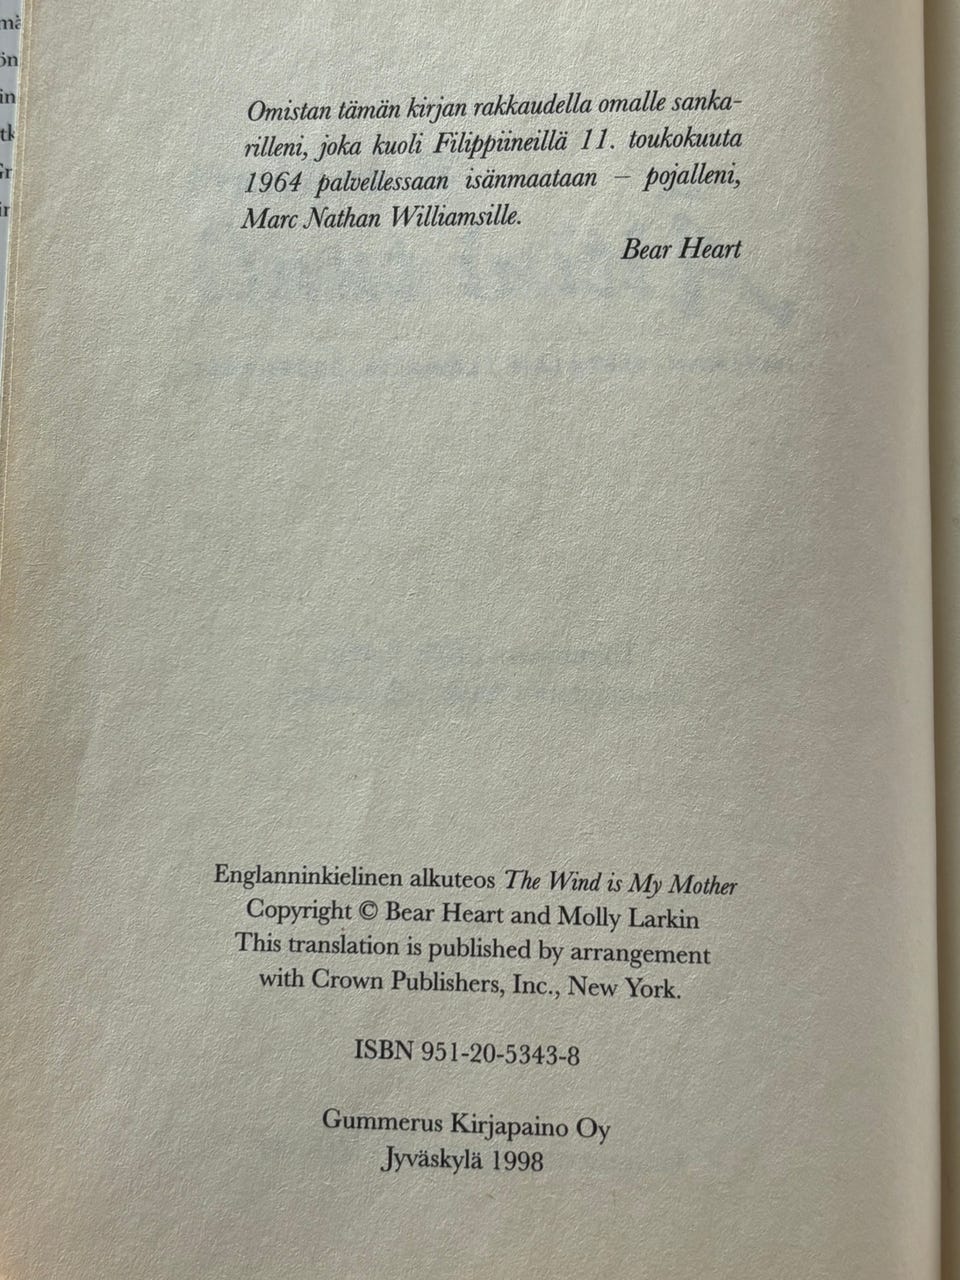 Omistan tämän kirjan rakkaudella omalle sanka-
rilleni, joka kuoli Filippiineillä 11. toukokuuta
1964 palvellessaan isänmaataan – pojalleni,
Marc Nathan Williamsille.
Bear Heart
Englanninkielinen alkuteos The Wind is My Mother
Copyright © Bear Heart and Molly Larkin
This translation is published by arrangement
with Crown Publishers, Inc., New York.
ISBN 951-20-5343-8
Gummerus Kirjapaino Oy
Jyväskylä 1998